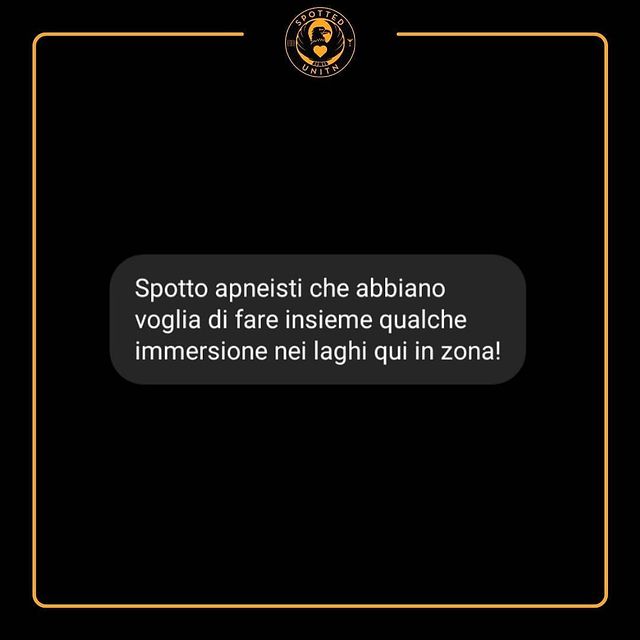 SPOTTED
UNITN
Spotto apneisti che abbiano
voglia di fare insieme qualche
immersione nei laghi qui in zona!